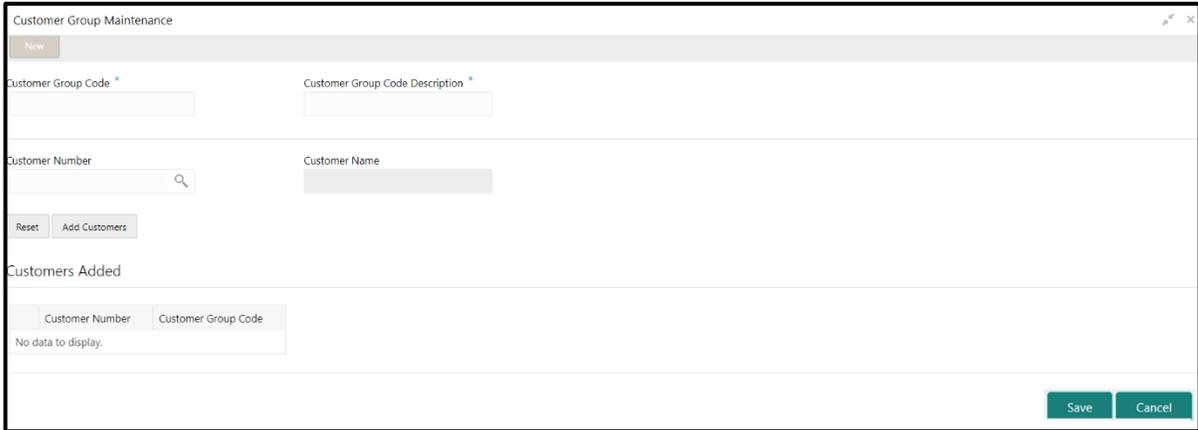 Customer Group Maintenance
New
Customer Group Code * Customer Group Code Description *
Customer Number Customer Name
Reset Add Customers
Customers Added
Customer Number Customer Group Code
No data to display.
Save Cancel